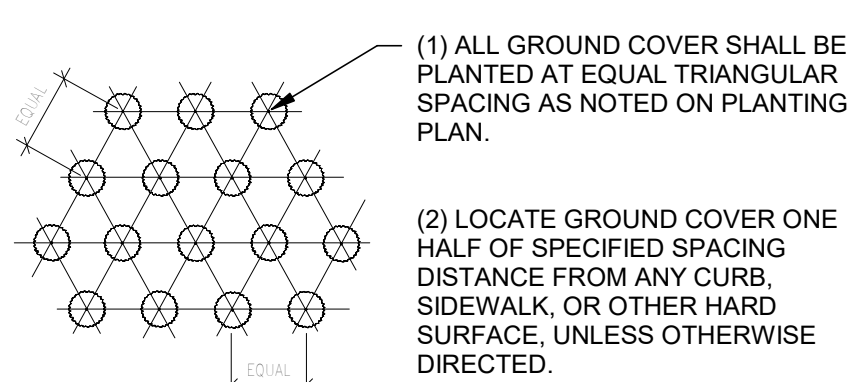 (1) ALL GROUND COVER SHALL BE
PLANTED AT EQUAL TRIANGULAR
SPACING AS NOTED ON PLANTING
PLAN.
EQUAL
(2) LOCATE GROUND COVER ONE
HALF OF SPECIFIED SPACING
DISTANCE FROM ANY CURB,
SIDEWALK, OR OTHER HARD
SURFACE, UNLESS OTHERWISE
DIRECTED.
EQUAL